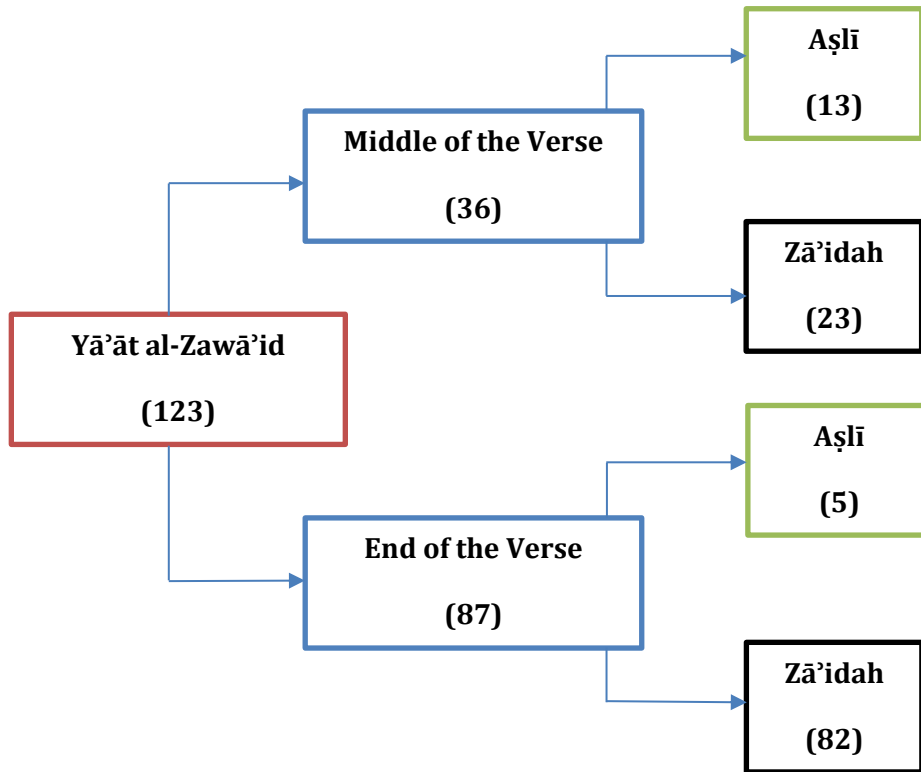 Aṣlī
(13)
Middle of the Verse
(36)
Zā’idah
(23)
Yā’āt al-Zawā’id
(123)
Aṣlī
(5)
End of the Verse
(87)
Zā’idah
(82)